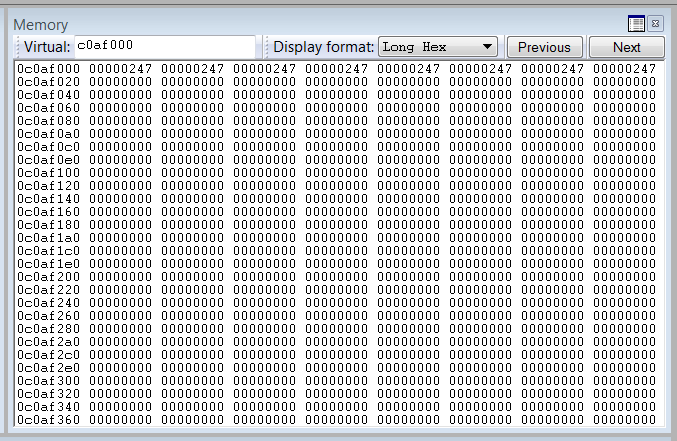 Memory
Virtual: c0af000 Display format: Long Hex Previous Next
0c0af000 00000247 00000247 00000247 00000247 00000247 00000247 00000247 00000247
0c0af020 00000000 00000000 00000000 00000000 00000000 00000000 00000000 00000000
0c0af040 00000000 00000000 00000000 00000000 00000000 00000000 00000000 00000000
0c0af060 00000000 00000000 00000000 00000000 00000000 00000000 00000000 00000000
0c0af080 00000000 00000000 00000000 00000000 00000000 00000000 00000000 00000000
0c0af0a0 00000000 00000000 00000000 00000000 00000000 00000000 00000000 00000000
0c0af0c0 00000000 00000000 00000000 00000000 00000000 00000000 00000000 00000000
0c0af0e0 00000000 00000000 00000000 00000000 00000000 00000000 00000000 00000000
0c0af100 00000000 00000000 00000000 00000000 00000000 00000000 00000000 00000000
0c0af120 00000000 00000000 00000000 00000000 00000000 00000000 00000000 00000000
0c0af140 00000000 00000000 00000000 00000000 00000000 00000000 00000000 00000000
0c0af160 00000000 00000000 00000000 00000000 00000000 00000000 00000000 00000000
0c0af180 00000000 00000000 00000000 00000000 00000000 00000000 00000000 00000000
0c0af1a0 00000000 00000000 00000000 00000000 00000000 00000000 00000000 00000000
0c0af1c0 00000000 00000000 00000000 00000000 00000000 00000000 00000000 00000000
0c0af1e0 00000000 00000000 00000000 00000000 00000000 00000000 00000000 00000000
0c0af200 00000000 00000000 00000000 00000000 00000000 00000000 00000000 00000000
0c0af220 00000000 00000000 00000000 00000000 00000000 00000000 00000000 00000000
0c0af240 00000000 00000000 00000000 00000000 00000000 00000000 00000000 00000000
0c0af260 00000000 00000000 00000000 00000000 00000000 00000000 00000000 00000000
0c0af280 00000000 00000000 00000000 00000000 00000000 00000000 00000000 00000000
0c0af2a0 00000000 00000000 00000000 00000000 00000000 00000000 00000000 00000000
0c0af2c0 00000000 00000000 00000000 00000000 00000000 00000000 00000000 00000000
0c0af2e0 00000000 00000000 00000000 00000000 00000000 00000000 00000000 00000000
0c0af300 00000000 00000000 00000000 00000000 00000000 00000000 00000000 00000000
0c0af320 00000000 00000000 00000000 00000000 00000000 00000000 00000000 00000000
0c0af340 00000000 00000000 00000000 00000000 00000000 00000000 00000000 00000000
0c0af360 00000000 00000000 00000000 00000000 00000000 00000000 00000000 00000000